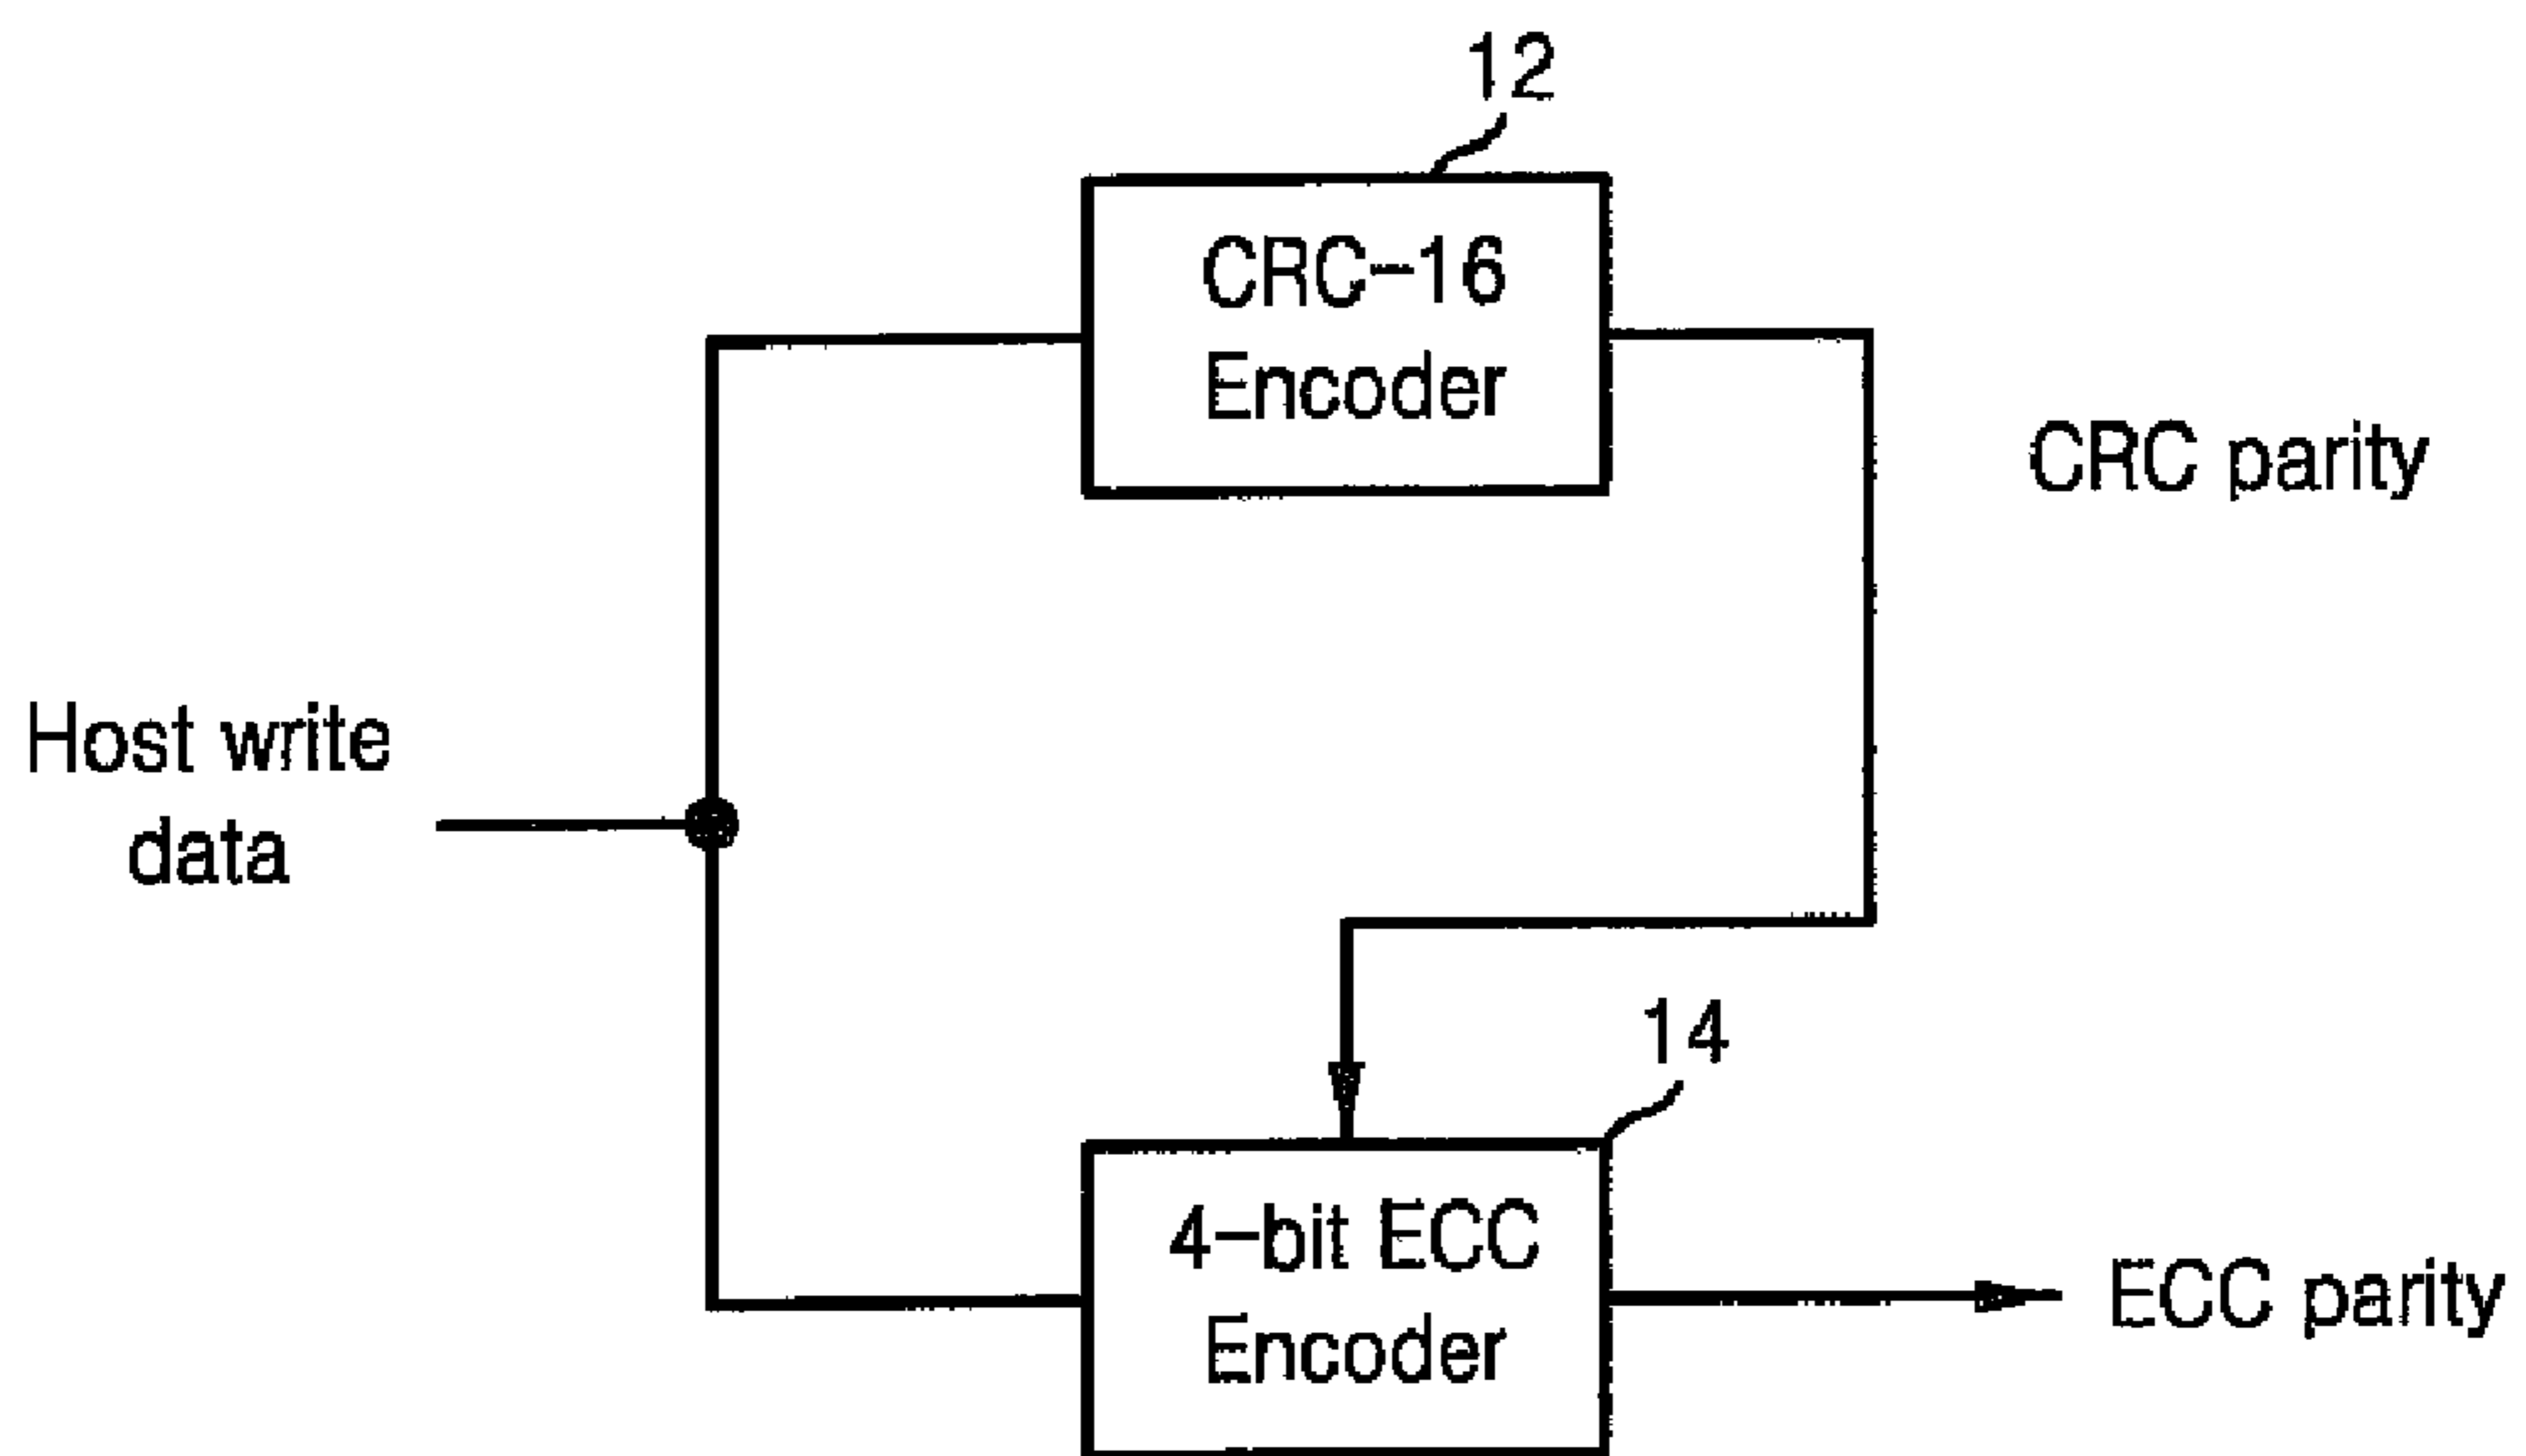 12
CRC-16
Encoder
CRC parity
Host write
data
14
4-bit ECC
Encoder
ECC parity